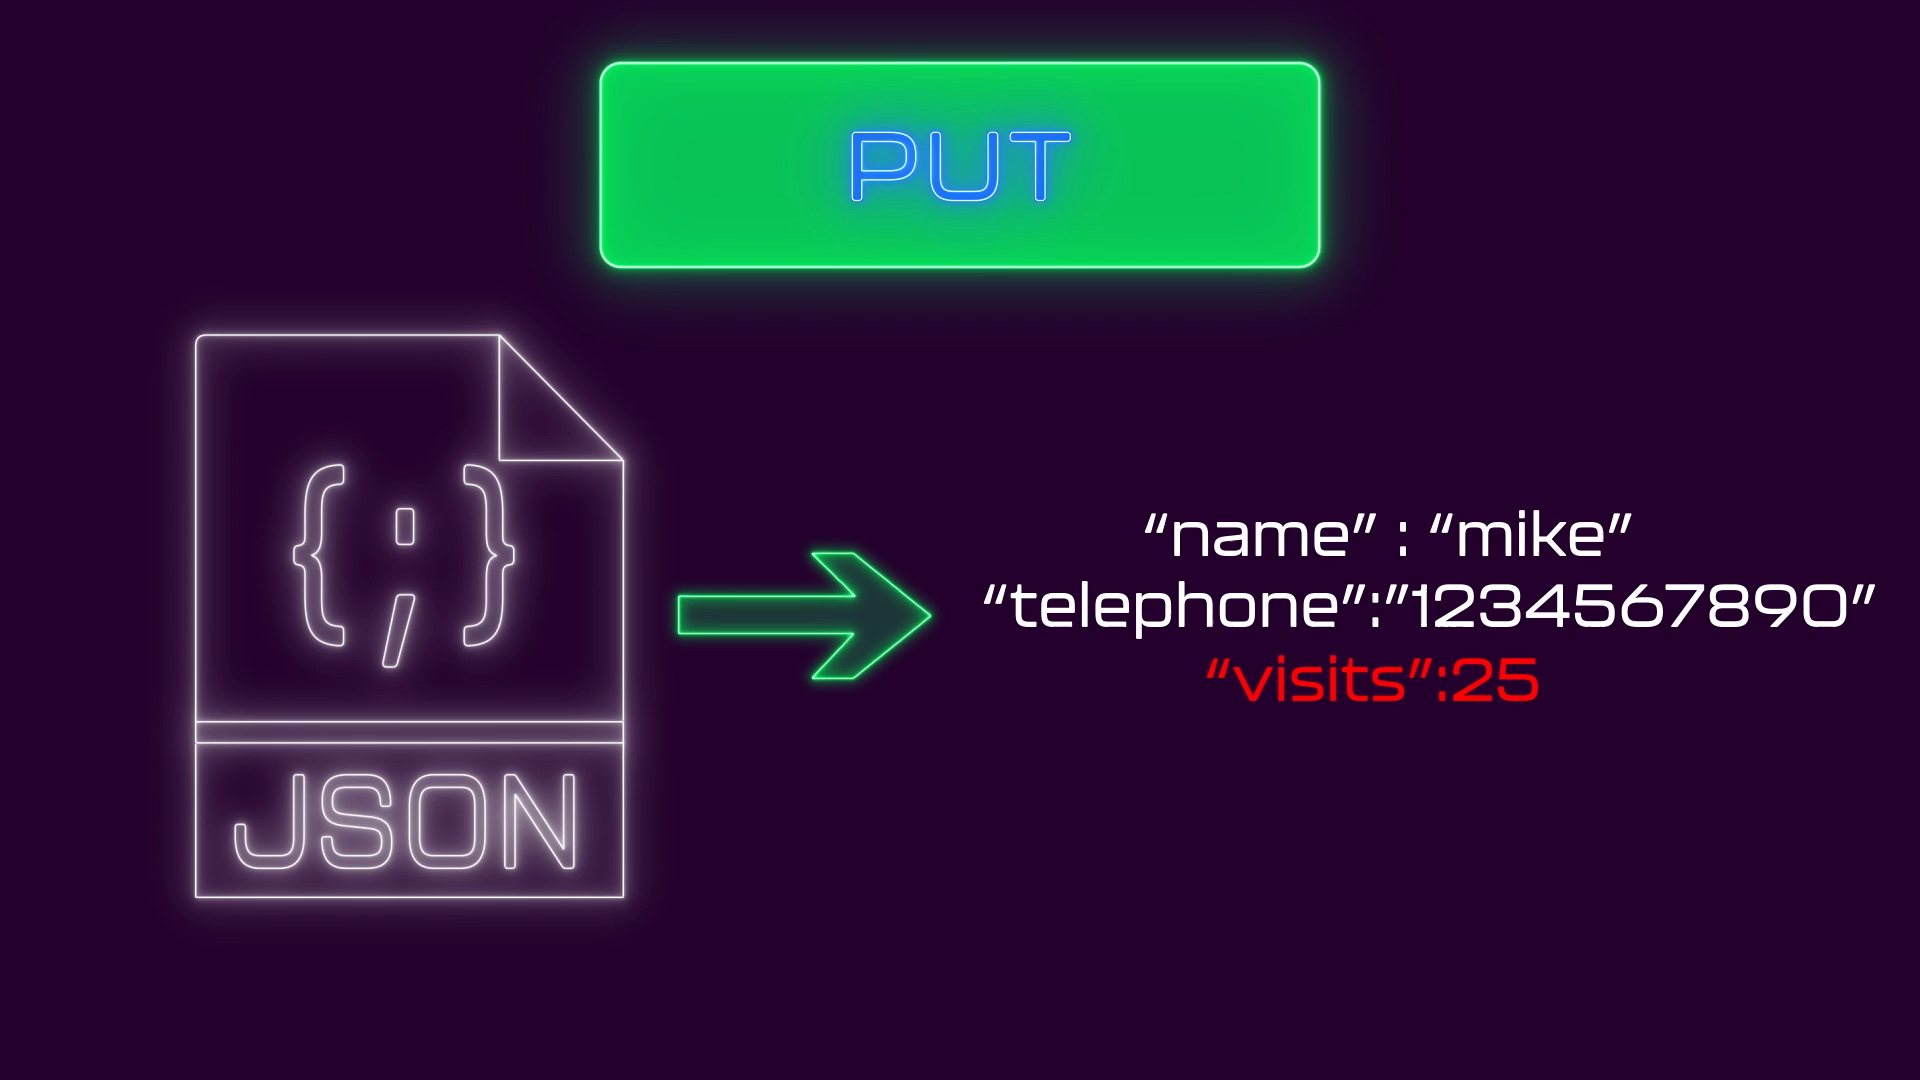 PUT
{;}
JSON
“name” : “mike”
“telephone”:”1234567890”
“visits”:25